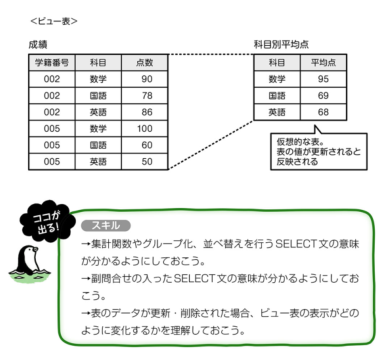 <ビュー表>
成績
学籍番号 科目 点数
002 数学 90
002 国語 78
002 英語 86
005 数学 100
005 国語 60
005 英語 50
科目別平均点
科目 平均点
数学 95
国語 69
英語 68
仮想的な表。
表の値が更新されると
反映される
ココが
出る!
スキル
→集計関数やグループ化、並べ替えを行うSELECT文の意味
が分かるようにしておこう。
→副問合せの入ったSELECT文の意味が分かるようにしてお
こう。
→表のデータが更新・削除された場合、ビュー表の表示がど
のように変化するかを理解しておこう。